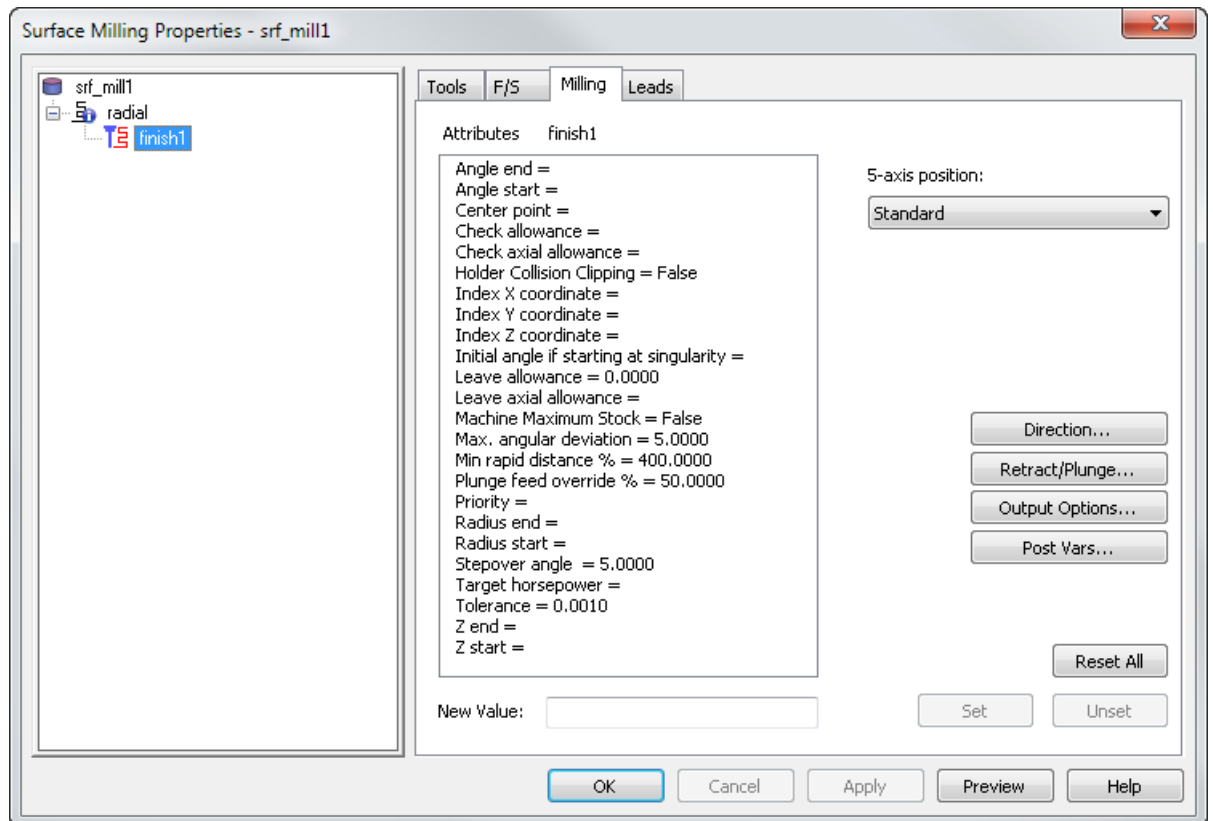 Surface Milling Properties - srf_mill1
srf_mill1
radial
finish1
Tools F/S Milling Leads
Attributes finish1
Angle end =
Angle start =
Center point =
Check allowance =
Check axial allowance =
Holder Collision Clipping = False
Index X coordinate =
Index Y coordinate =
Index Z coordinate =
Initial angle if starting at singularity =
Leave allowance = 0.0000
Leave axial allowance =
Machine Maximum Stock = False
Max. angular deviation = 5.0000
Min rapid distance % = 400.0000
Plunge feed override % = 50.0000
Priority =
Radius end =
Radius start =
Stepover angle  = 5.0000
Target horsepower =
Tolerance = 0.0010
Z end =
Z start =
5-axis position:
Standard
Direction...
Retract/Plunge...
Output Options...
Post Vars...
Reset All
New Value:
Set Unset
OK Cancel Apply Preview Help